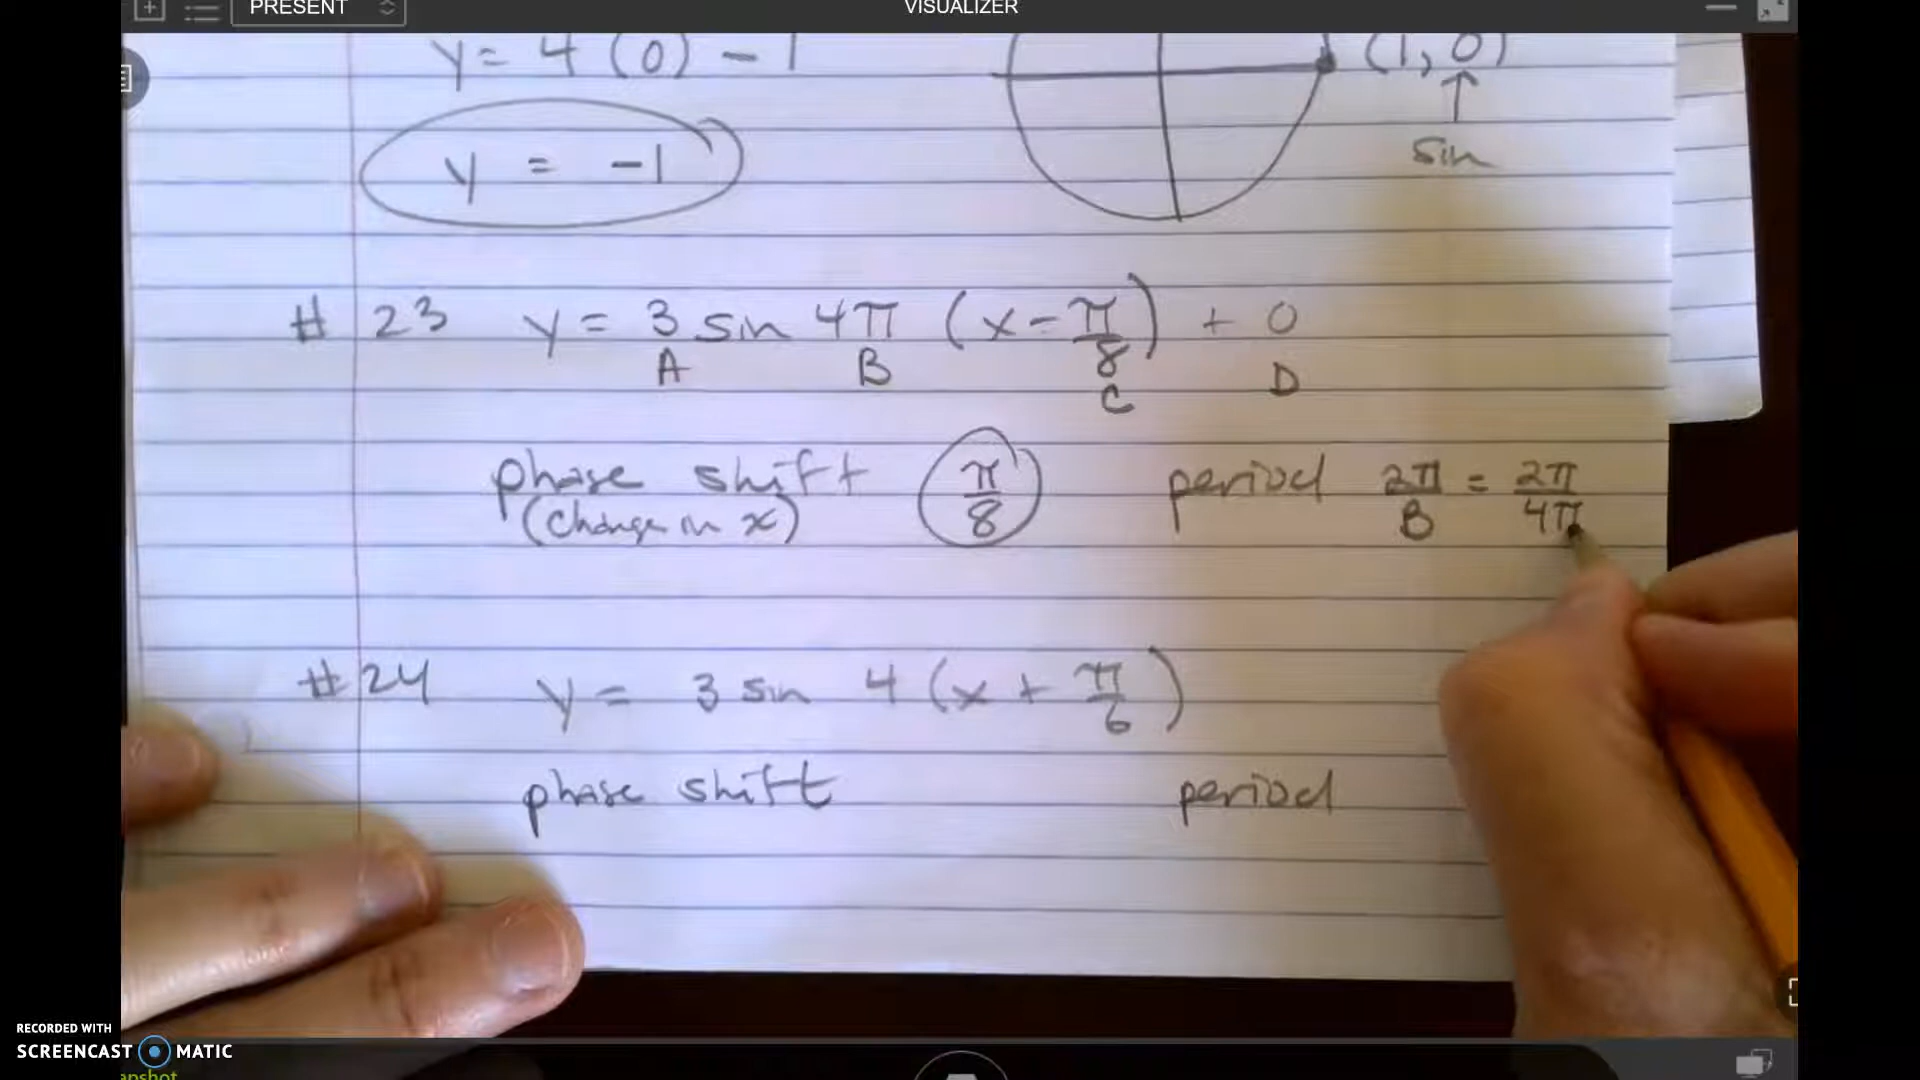 PRESENT VISUALIZER
y = 4 (0) - 1 (1, 0)
↑
y = -1 sin
# 23 y = 3 sin 4π (x - π/8) + 0
A B C D
phase shift π/8 period 2π/B = 2π/4π
(change in x)
#24 y = 3 sin 4 (x + π/6)
phase shift period
RECORDED WITH
SCREENCAST MATIC
apshot